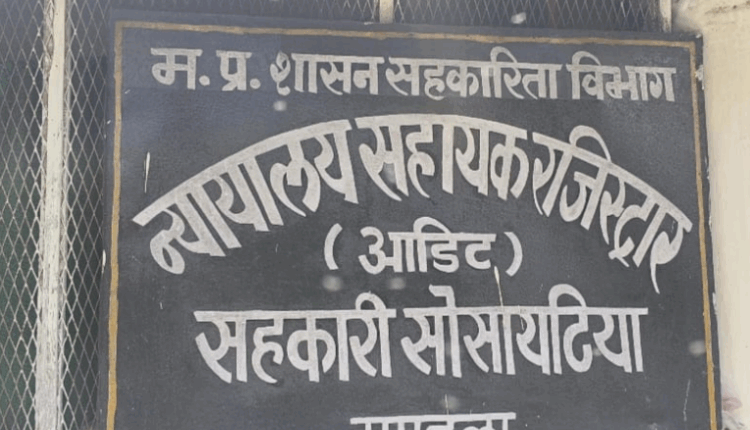 म. प्र. शासन सहकारिता विभाग
न्यायालय सहायक रजिस्ट्रार
( आडिट )
सहकारी सोसायटिया